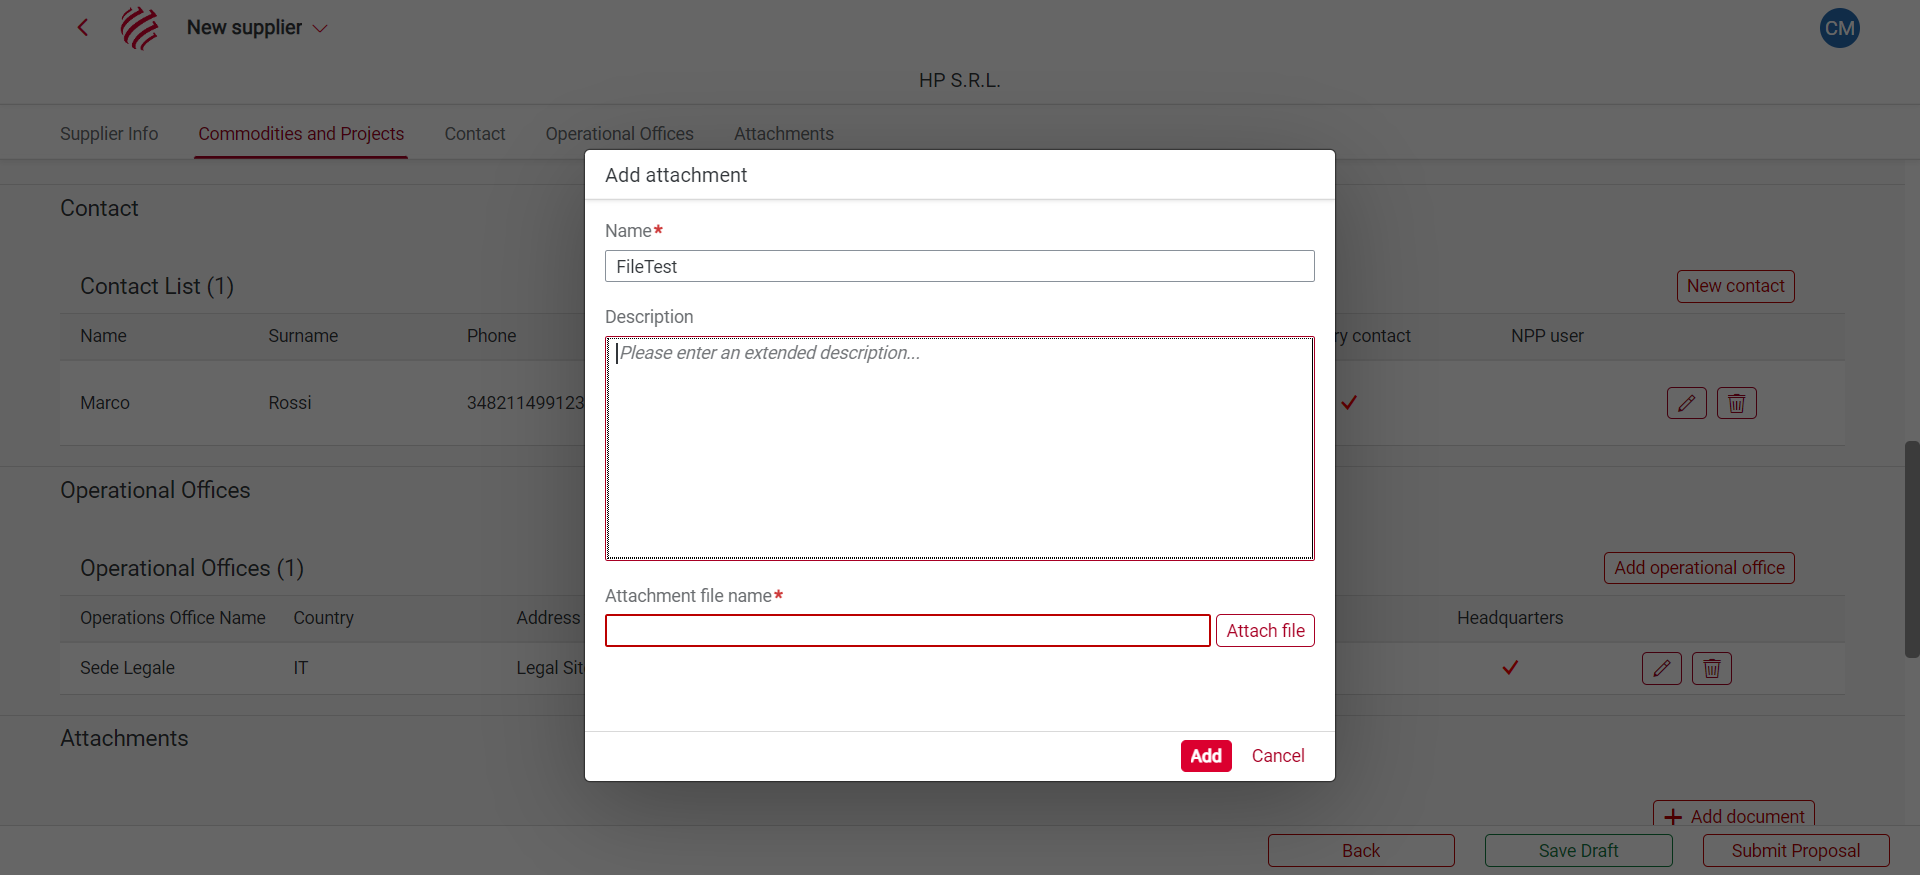 New supplier
CM
HP S.R.L.
Supplier Info Commodities and Projects Contact Operational Offices Attachments
Add attachment
Contact
Name*
FileTest
Contact List (1)
New contact
Description
Name Surname Phone ry contact NPP user
Please enter an extended description...
Marco Rossi 348211499123
Operational Offices
Operational Offices (1)
Add operational office
Attachment file name*
Operations Office Name Country Address Headquarters
Attach file
Sede Legale IT Legal Sit
Attachments
Add Cancel
Add document
Back Save Draft Submit Proposal